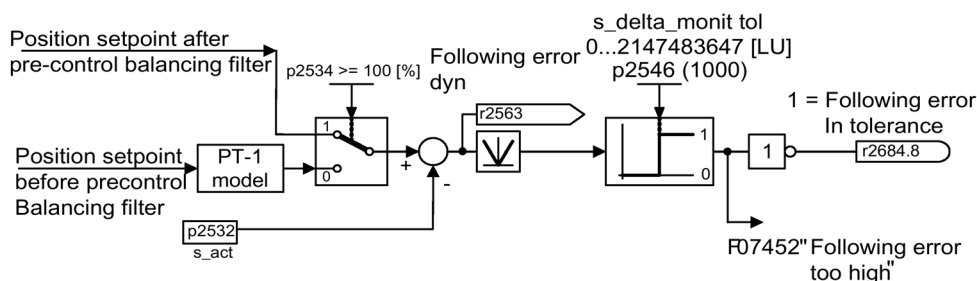 s_delta_monit tol
0...2147483647 [LU]
p2546 (1000)
Position setpoint after
pre-control balancing filter
p2534 >= 100 [%]
Following error
dyn
r2563
1 = Following error
In tolerance
r2684.8
1
0
Position setpoint
before precontrol
Balancing filter
PT-1
model
+
-
1
0
1
p2532
s_act
F07452"Following error
too high"